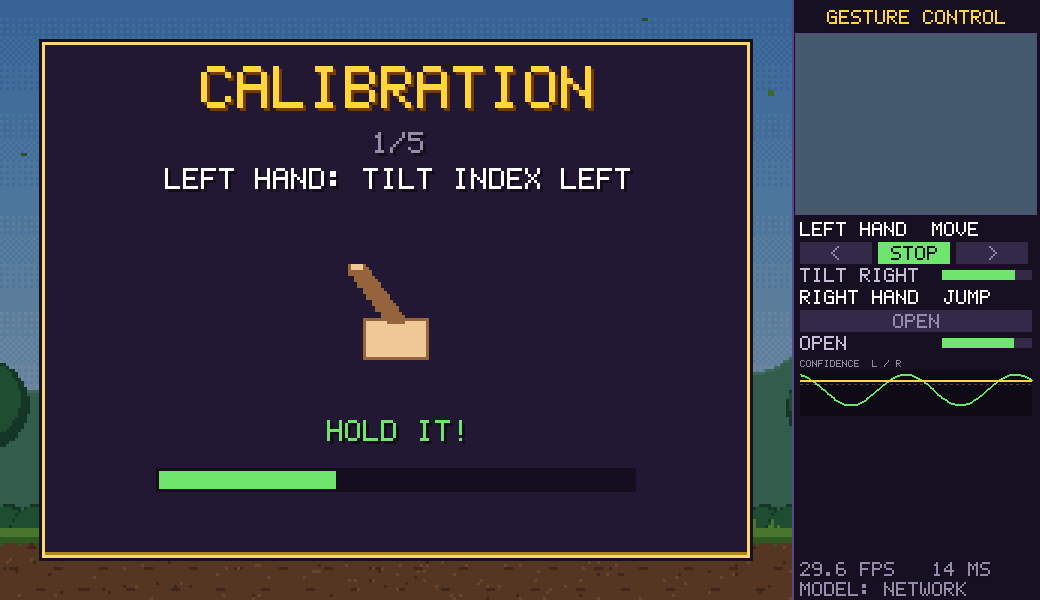 CALIBRATION
1/5
LEFT HAND: TILT INDEX LEFT
HOLD IT!
GESTURE CONTROL
LEFT HAND MOVE
< STOP >
TILT RIGHT
RIGHT HAND JUMP
OPEN
OPEN
CONFIDENCE L / R
29.6 FPS 14 MS
MODEL: NETWORK